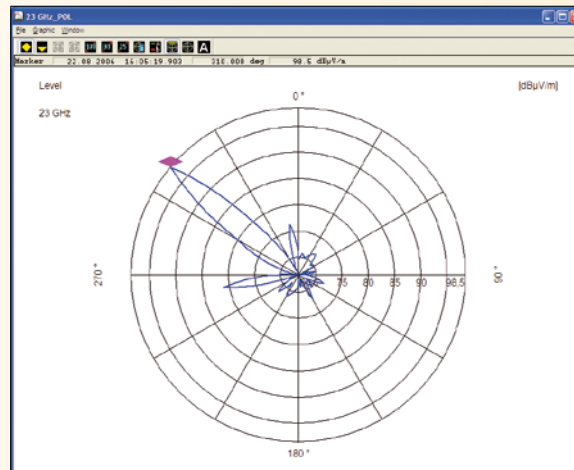 23 GHz_POL
File Graphic Window
A
Marker 22.08.2006 16:05:19.903 310.000 deg 98.5 dBµV/m
Level [dBµV/m]
23 GHz
0 °
270 ° 75 80 85 90 95 98,5 90 °
180 °